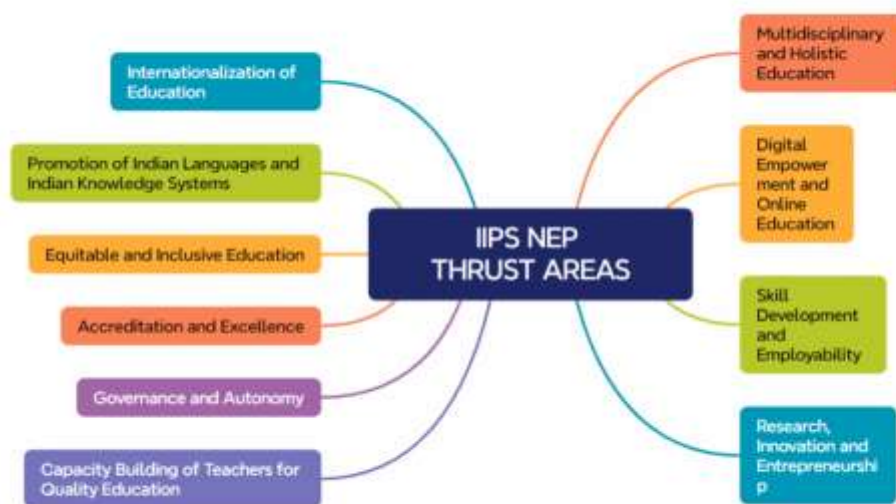 IIPS NEP
THRUST AREAS
Internationalization of
Education
Promotion of Indian Languages and
Indian Knowledge Systems
Equitable and Inclusive Education
Accreditation and Excellence
Governance and Autonomy
Capacity Building of Teachers for
Quality Education
Multidisciplinary
and Holistic
Education
Digital
Empower
ment and
Online
Education
Skill
Development
and
Employability
Research,
Innovation and
Entrepreneurshi
p